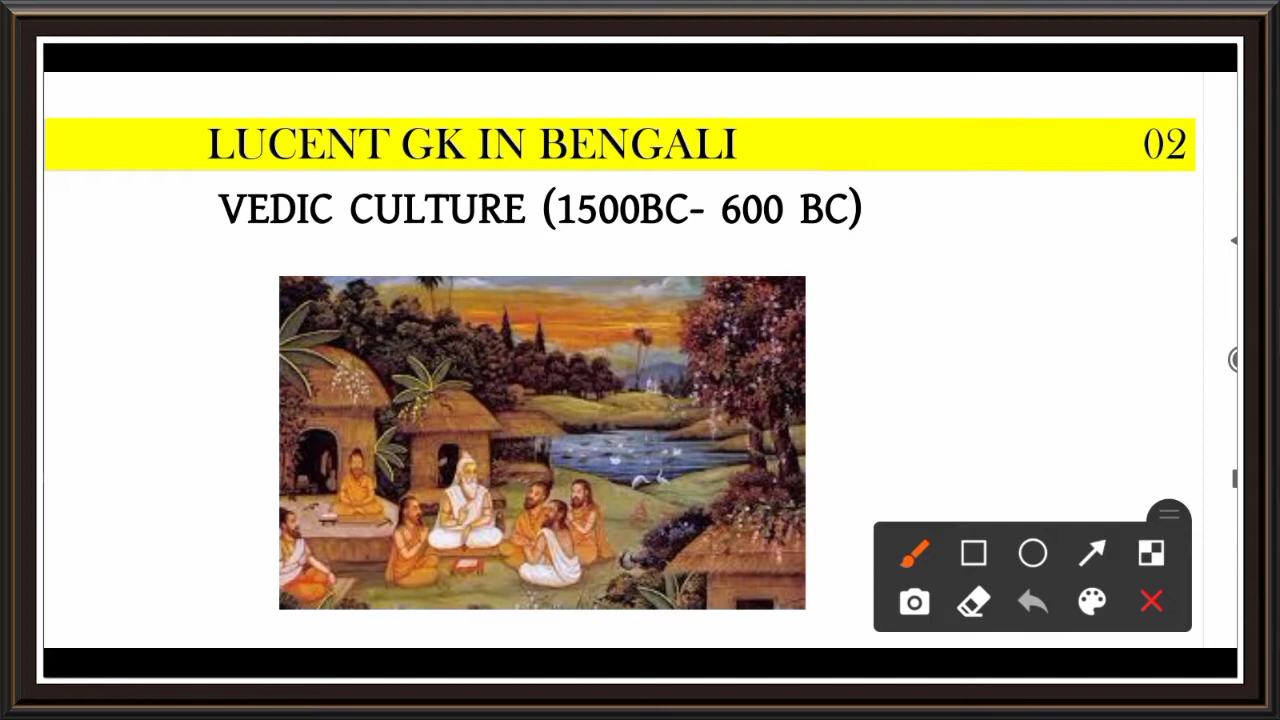 LUCENT GK IN BENGALI 02
VEDIC CULTURE (1500BC- 600 BC)